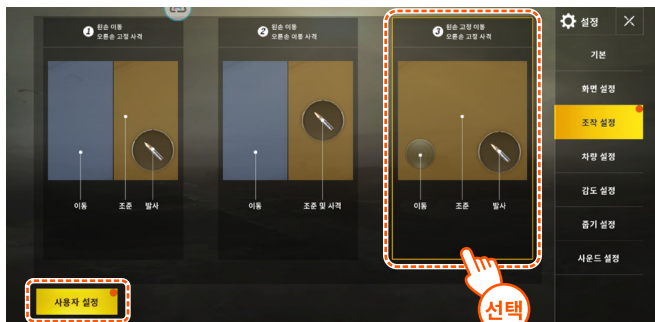 1 왼손 이동
오른손 고정 사격
2 왼손 이동
오른손 이동 사격
3 왼손 고정 이동
오른손 고정 사격
이동 조준 발사
이동 조준 및 사격
이동 조준 발사
설정
기본
화면 설정
조작 설정
차량 설정
감도 설정
줍기 설정
사운드 설정
사용자 설정
선택